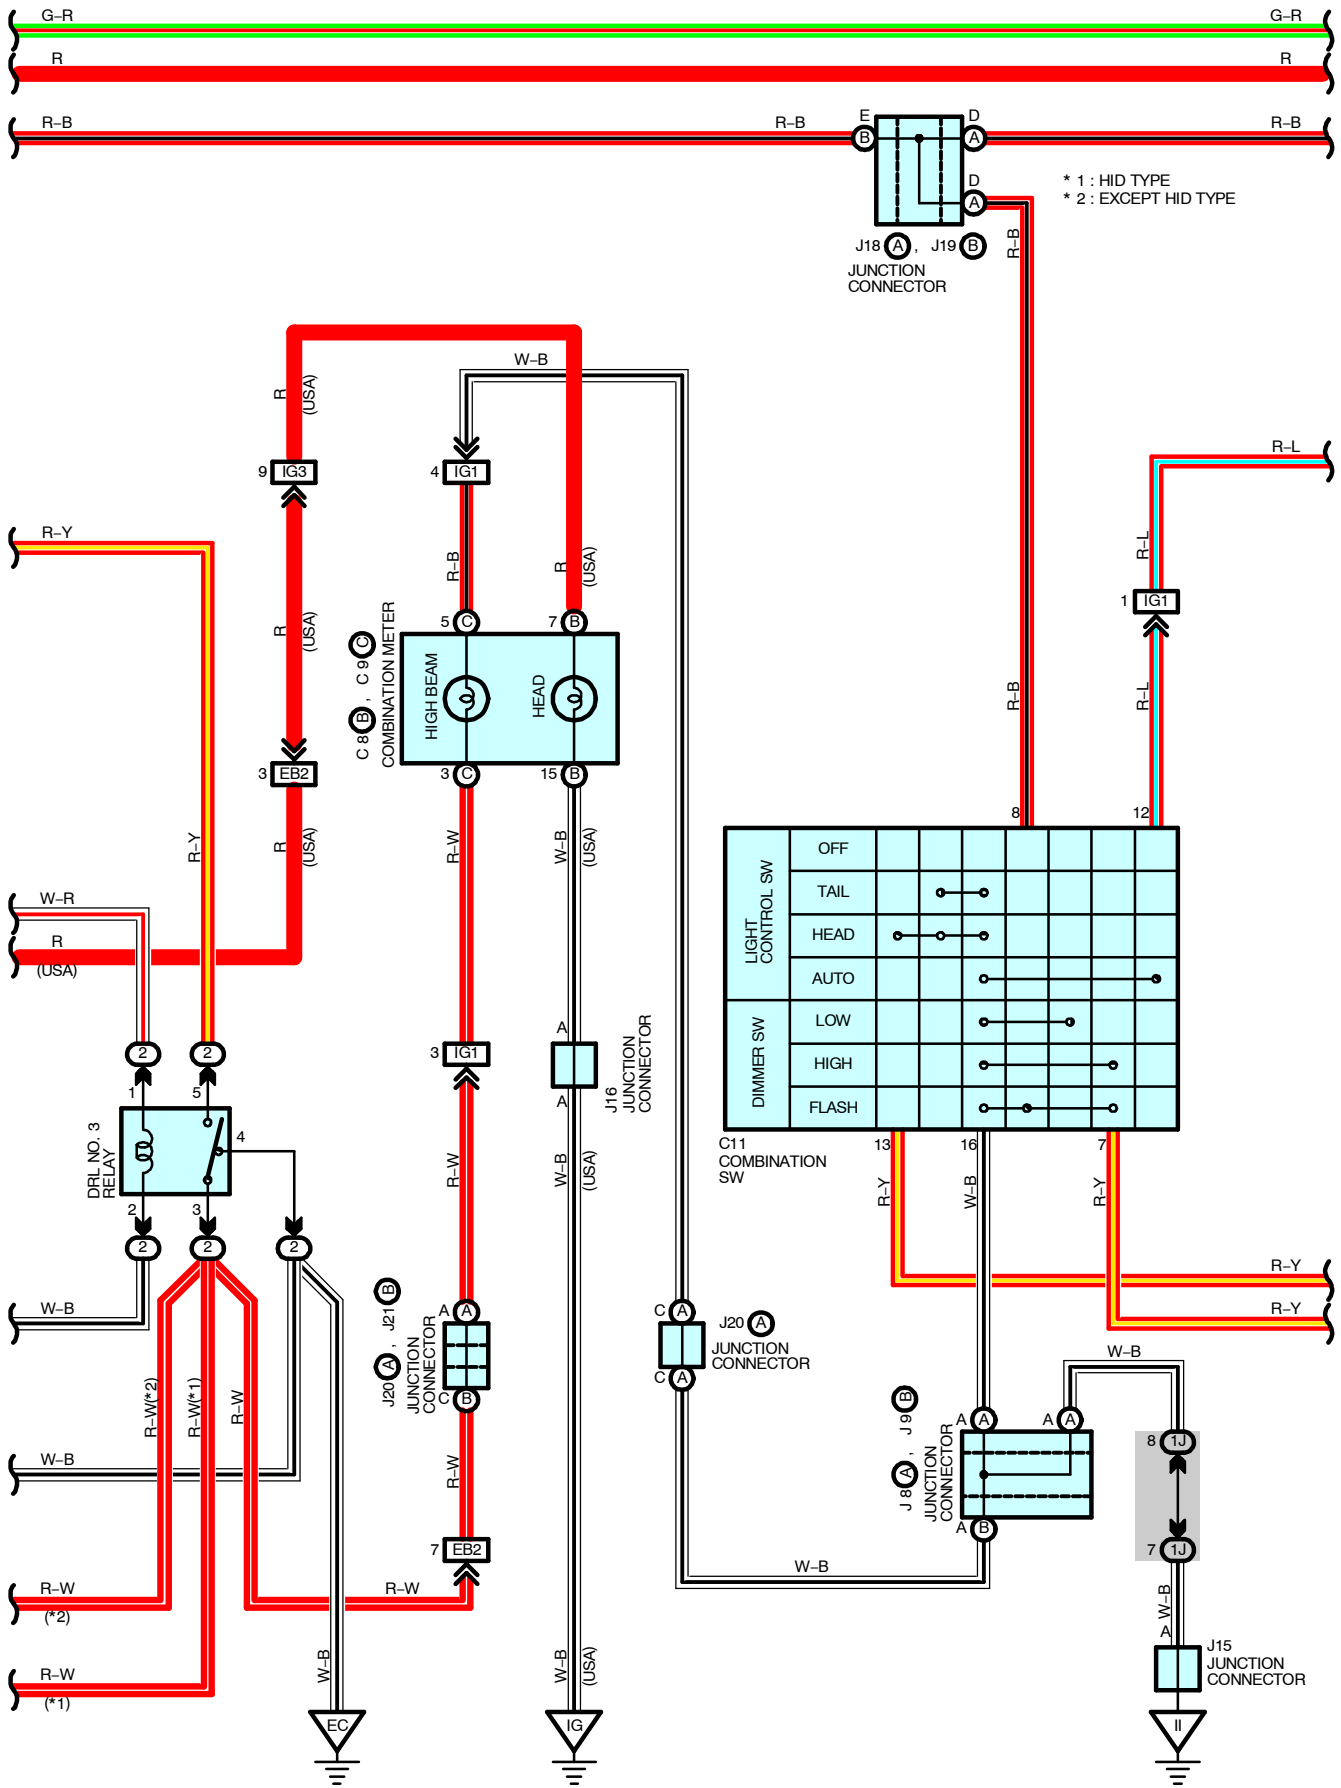 G–R G–R
R R
R–B R–B E D R–B
B A
D
A
* 1 : HID TYPE
* 2 : EXCEPT HID TYPE
J18 A , J19 B
JUNCTION
CONNECTOR
R–B
W–B
R
(USA)
R–L
9 IG3
4 IG1
R–Y
R–B
R
(USA)
R–L
1 IG1
R
(USA)
5 C
7 B
C 8 B , C 9 C
COMBINATION METER
HIGH BEAM
HEAD
R–B
R–L
3 EB2
3 C
15 B
R–Y
R
(USA)
R–W
W–B
(USA)
8 12
LIGHT
CONTROL SW
OFF
TAIL
HEAD
AUTO
DIMMER SW
LOW
HIGH
FLASH
W–R
R
(USA)
2 2
1 5
4
DRL NO. 3
RELAY
2 3
2 2 2
3 IG1
A
J16
JUNCTION
CONNECTOR
A
R–W
W–B
(USA)
C11
COMBINATION
SW
13 16 7
R–Y
W–B
R–Y
R–Y
R–Y
W–B
A A
J20 A , J21 B
JUNCTION
CONNECTOR
C B
C A
J20 A
JUNCTION
CONNECTOR
C A
W–B
R–W(*2)
R–W(*1)
R–W
R–W
A A
A A
J 8 A , J 9 B
JUNCTION
CONNECTOR
A B
8 1J
7 1J
W–B
7 EB2
W–B
R–W
(*2)
R–W
W–B
A
J15
JUNCTION
CONNECTOR
R–W
(*1)
W–B
W–B
(USA)
EC
IG
II